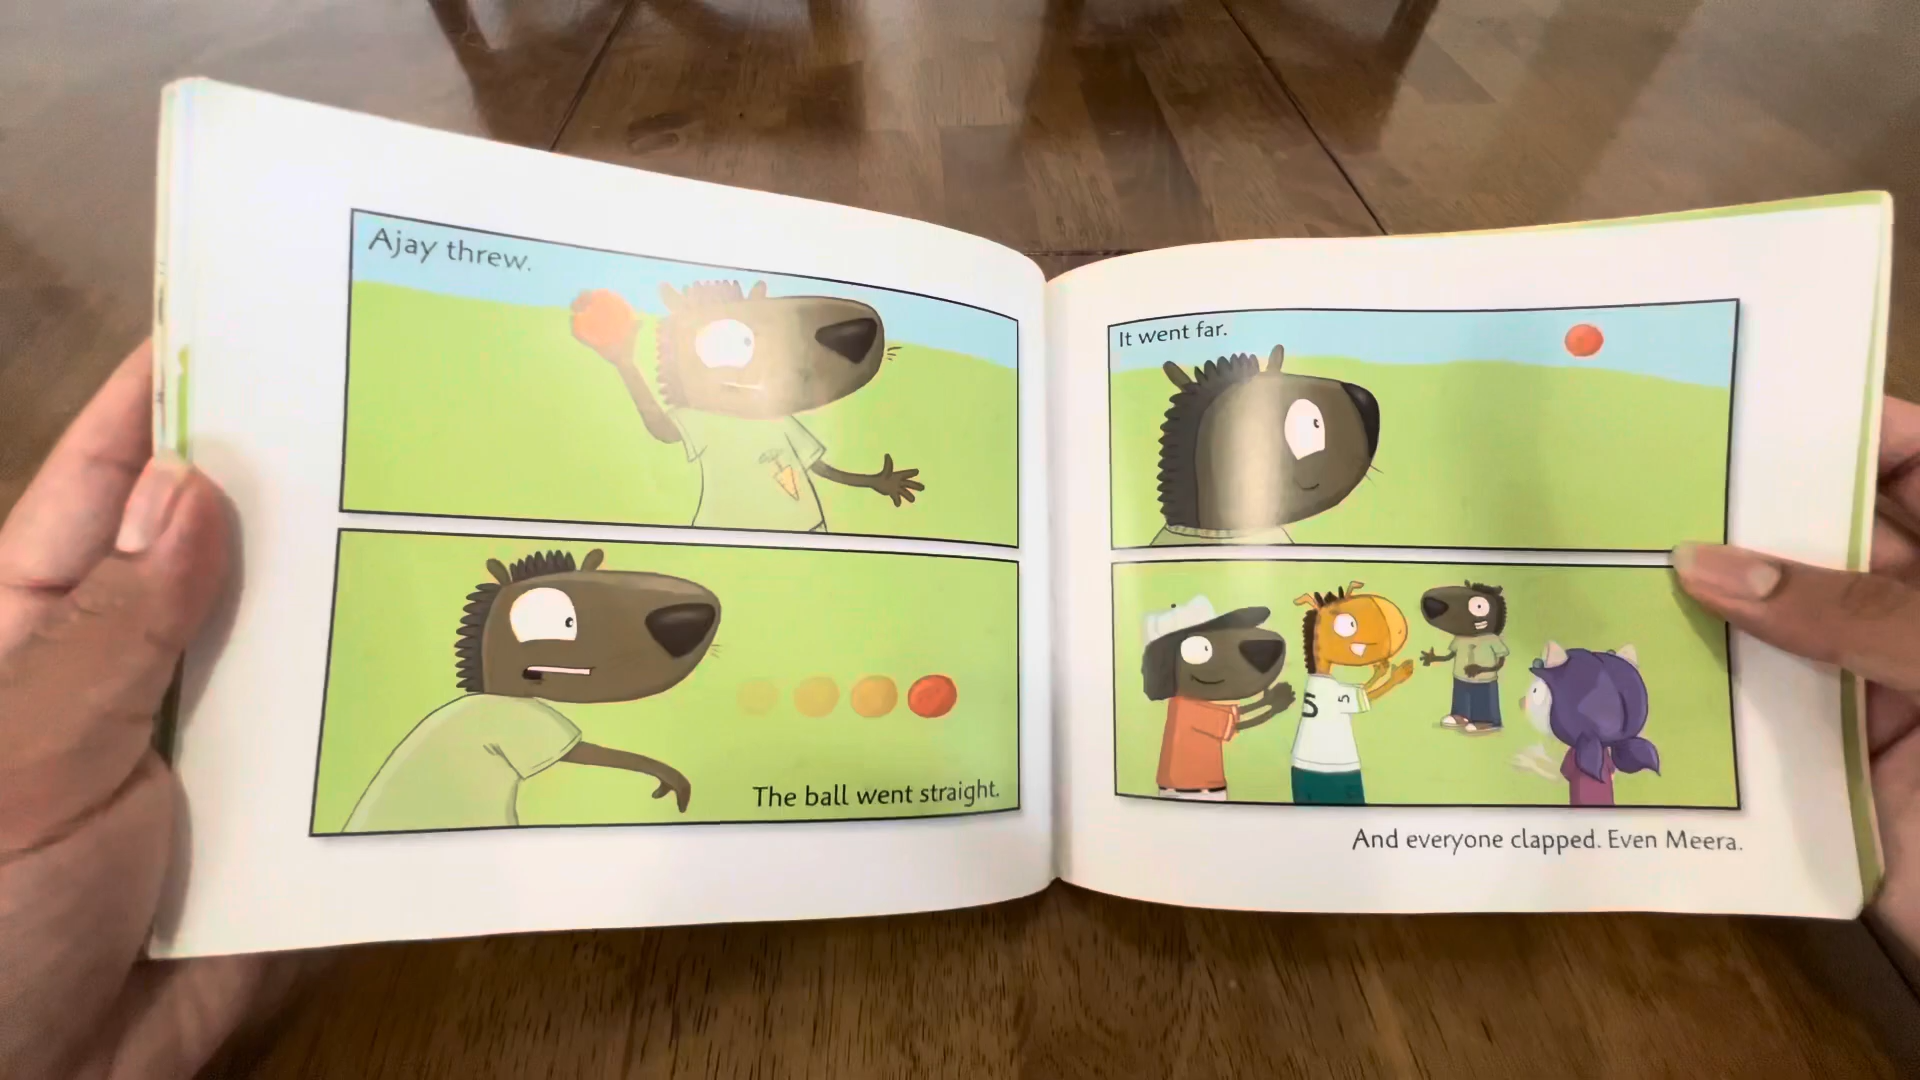 Ajay threw.
The ball went straight.
It went far.
S S
And everyone clapped. Even Meera.